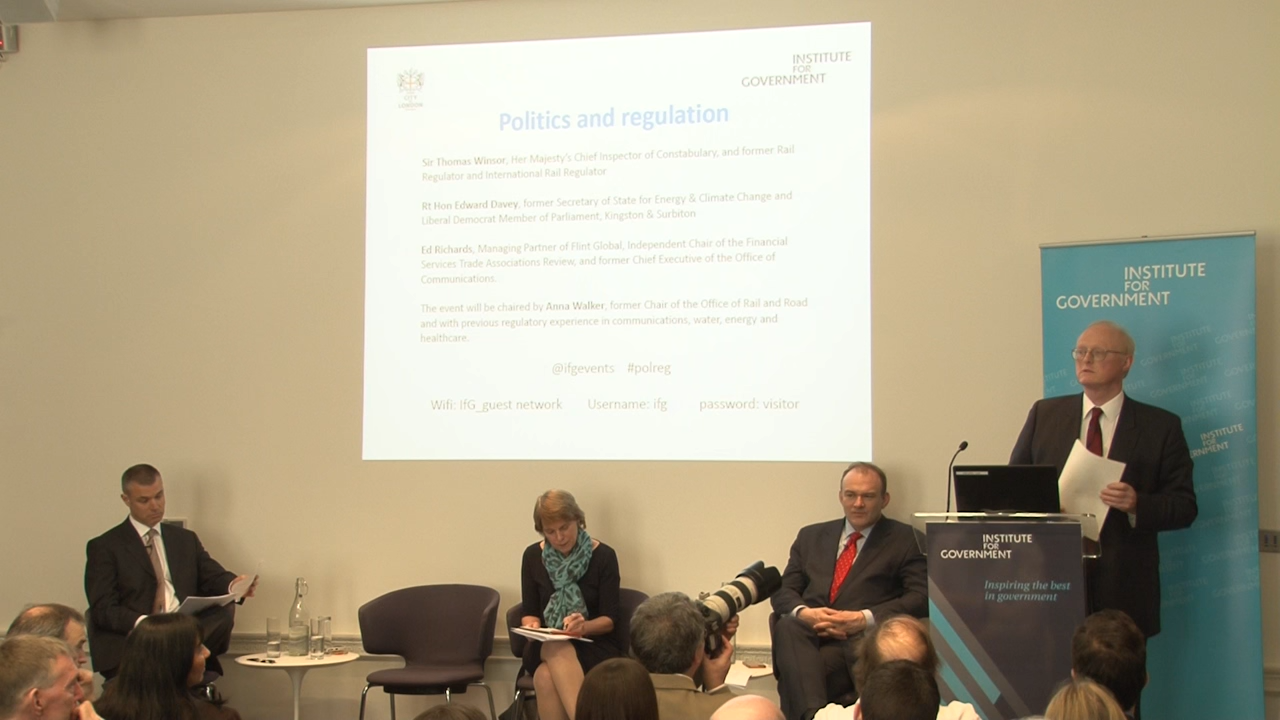 CITY
OF
LONDON
INSTITUTE
FOR
GOVERNMENT
Politics and regulation
Sir Thomas Winsor, Her Majesty's Chief Inspector of Constabulary, and former Rail
Regulator and International Rail Regulator
Rt Hon Edward Davey, former Secretary of State for Energy & Climate Change and
Liberal Democrat Member of Parliament, Kingston & Surbiton
Ed Richards, Managing Partner of Flint Global, Independent Chair of the Financial
Services Trade Associations Review, and former Chief Executive of the Office of
Communications.
The event will be chaired by Anna Walker, former Chair of the Office of Rail and Road
and with previous regulatory experience in communications, water, energy and
healthcare.
@ifgevents #polreg
Wifi: IfG_guest network Username: ifg password: visitor
INSTITUTE
FOR
GOVERNMENT
INSTITUTE
FOR
GOVERNMENT
Inspiring the best
in government